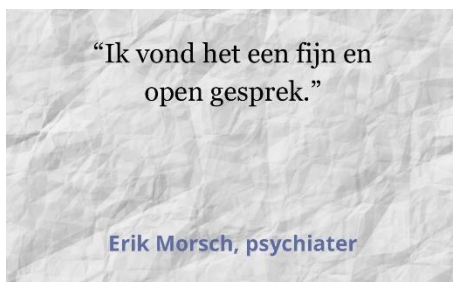 “Ik vond het een fijn en
open gesprek.”
Erik Morsch, psychiater